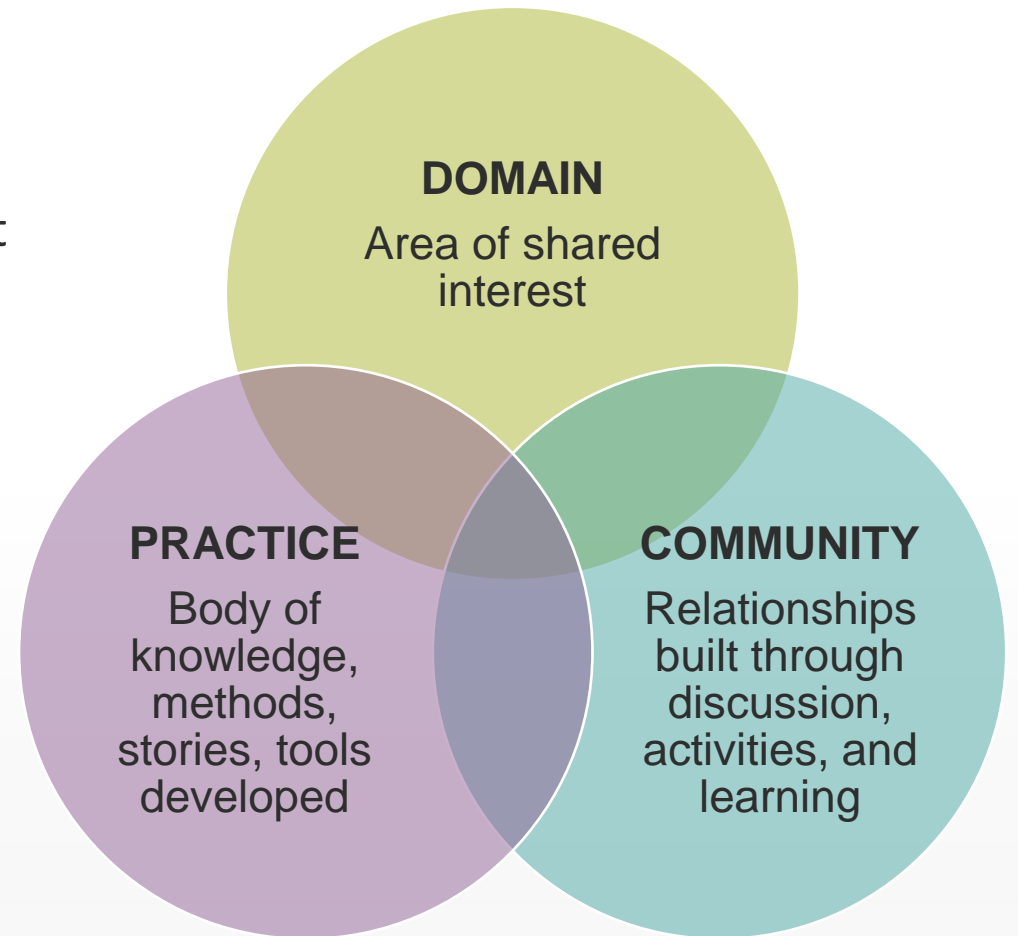 DOMAIN
Area of shared
interest
t
PRACTICE
Body of
knowledge,
methods,
stories, tools
developed
COMMUNITY
Relationships
built through
discussion,
activities, and
learning